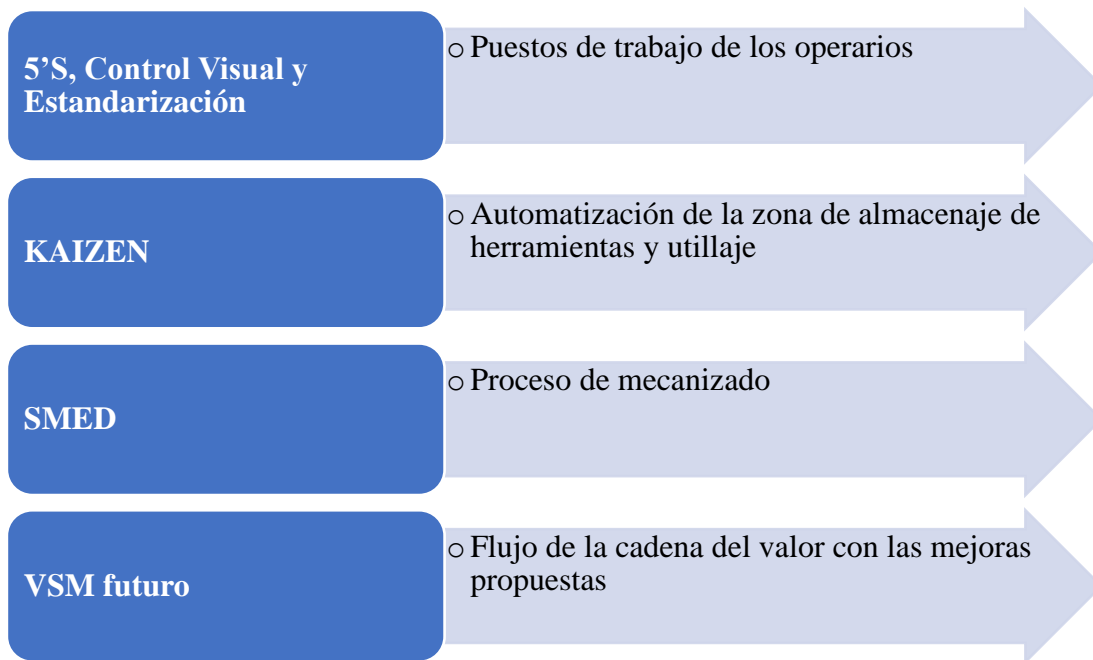 5’S, Control Visual y
Estandarización
o Puestos de trabajo de los operarios
KAIZEN
o Automatización de la zona de almacenaje de
herramientas y utillaje
SMED
o Proceso de mecanizado
VSM futuro
o Flujo de la cadena del valor con las mejoras
propuestas